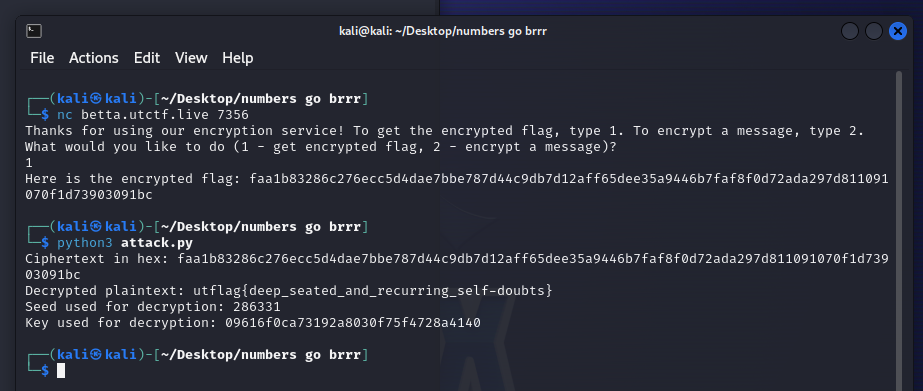 kali@kali: ~/Desktop/numbers go brrr
File Actions Edit View Help
┌──(kali㉿kali)-[~/Desktop/numbers go brrr]
└─$ nc betta.utctf.live 7356
Thanks for using our encryption service! To get the encrypted flag, type 1. To encrypt a message, type 2.
What would you like to do (1 - get encrypted flag, 2 - encrypt a message)?
1
Here is the encrypted flag: faa1b83286c276ecc5d4dae7bbe787d44c9db7d12aff65dee35a9446b7faf8f0d72ada297d811091
070f1d73903091bc
┌──(kali㉿kali)-[~/Desktop/numbers go brrr]
└─$ python3 attack.py
Ciphertext in hex: faa1b83286c276ecc5d4dae7bbe787d44c9db7d12aff65dee35a9446b7faf8f0d72ada297d811091070f1d739
03091bc
Decrypted plaintext: utflag{deep_seated_and_recurring_self-doubts}
Seed used for decryption: 286331
Key used for decryption: 09616f0ca73192a8030f75f4728a4140
┌──(kali㉿kali)-[~/Desktop/numbers go brrr]
└─$